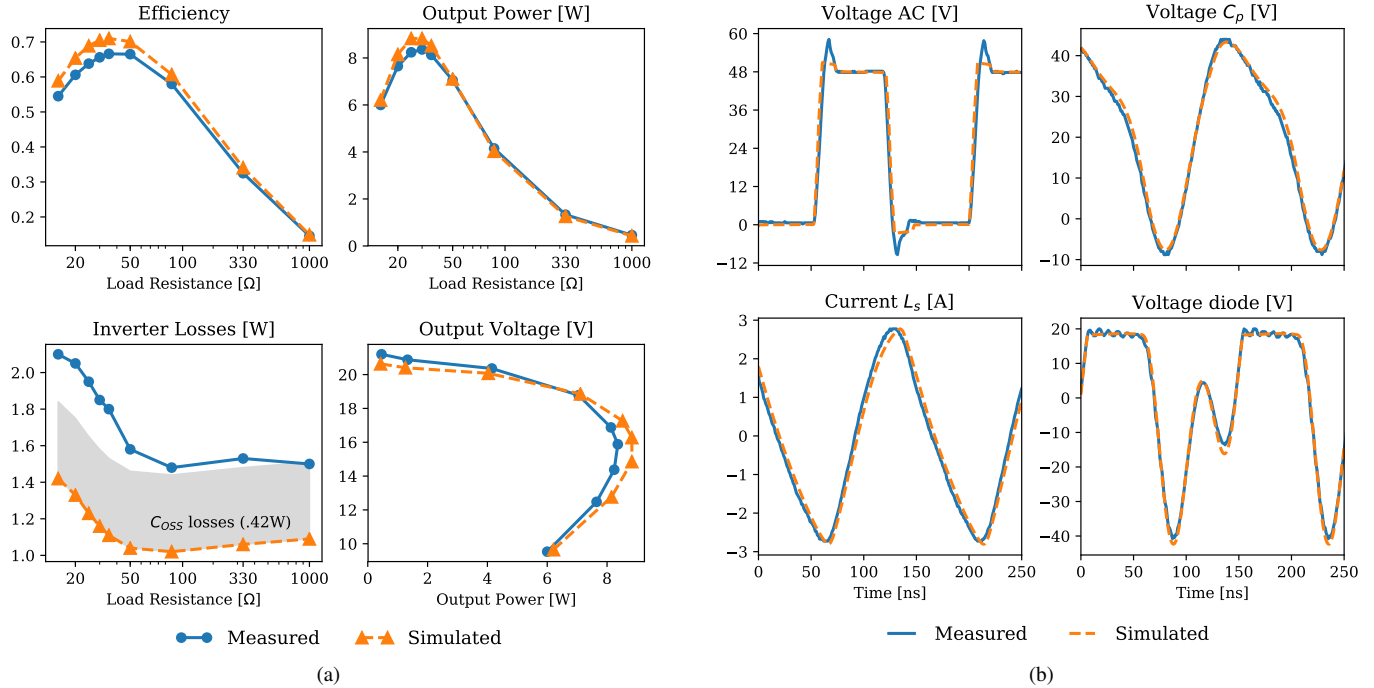 Efficiency
0.7
0.6
0.5
0.4
0.3
0.2
20 50 100 330 1000
Load Resistance [Ω]
Output Power [W]
8
6
4
2
0
20 50 100 330 1000
Load Resistance [Ω]
Inverter Losses [W]
2.0
1.8
1.6
1.4
1.2
1.0
C_OSS losses (.42W)
20 50 100 330 1000
Load Resistance [Ω]
Output Voltage [V]
20
18
16
14
12
10
0 2 4 6 8
Output Power [W]
Measured Simulated
(a)
Voltage AC [V]
60
48
36
24
12
0
−12
Voltage C_p [V]
40
30
20
10
0
−10
Current L_s [A]
3
2
1
0
−1
−2
−3
0 50 100 150 200 250
Time [ns]
Voltage diode [V]
20
10
0
−10
−20
−30
−40
0 50 100 150 200 250
Time [ns]
Measured Simulated
(b)